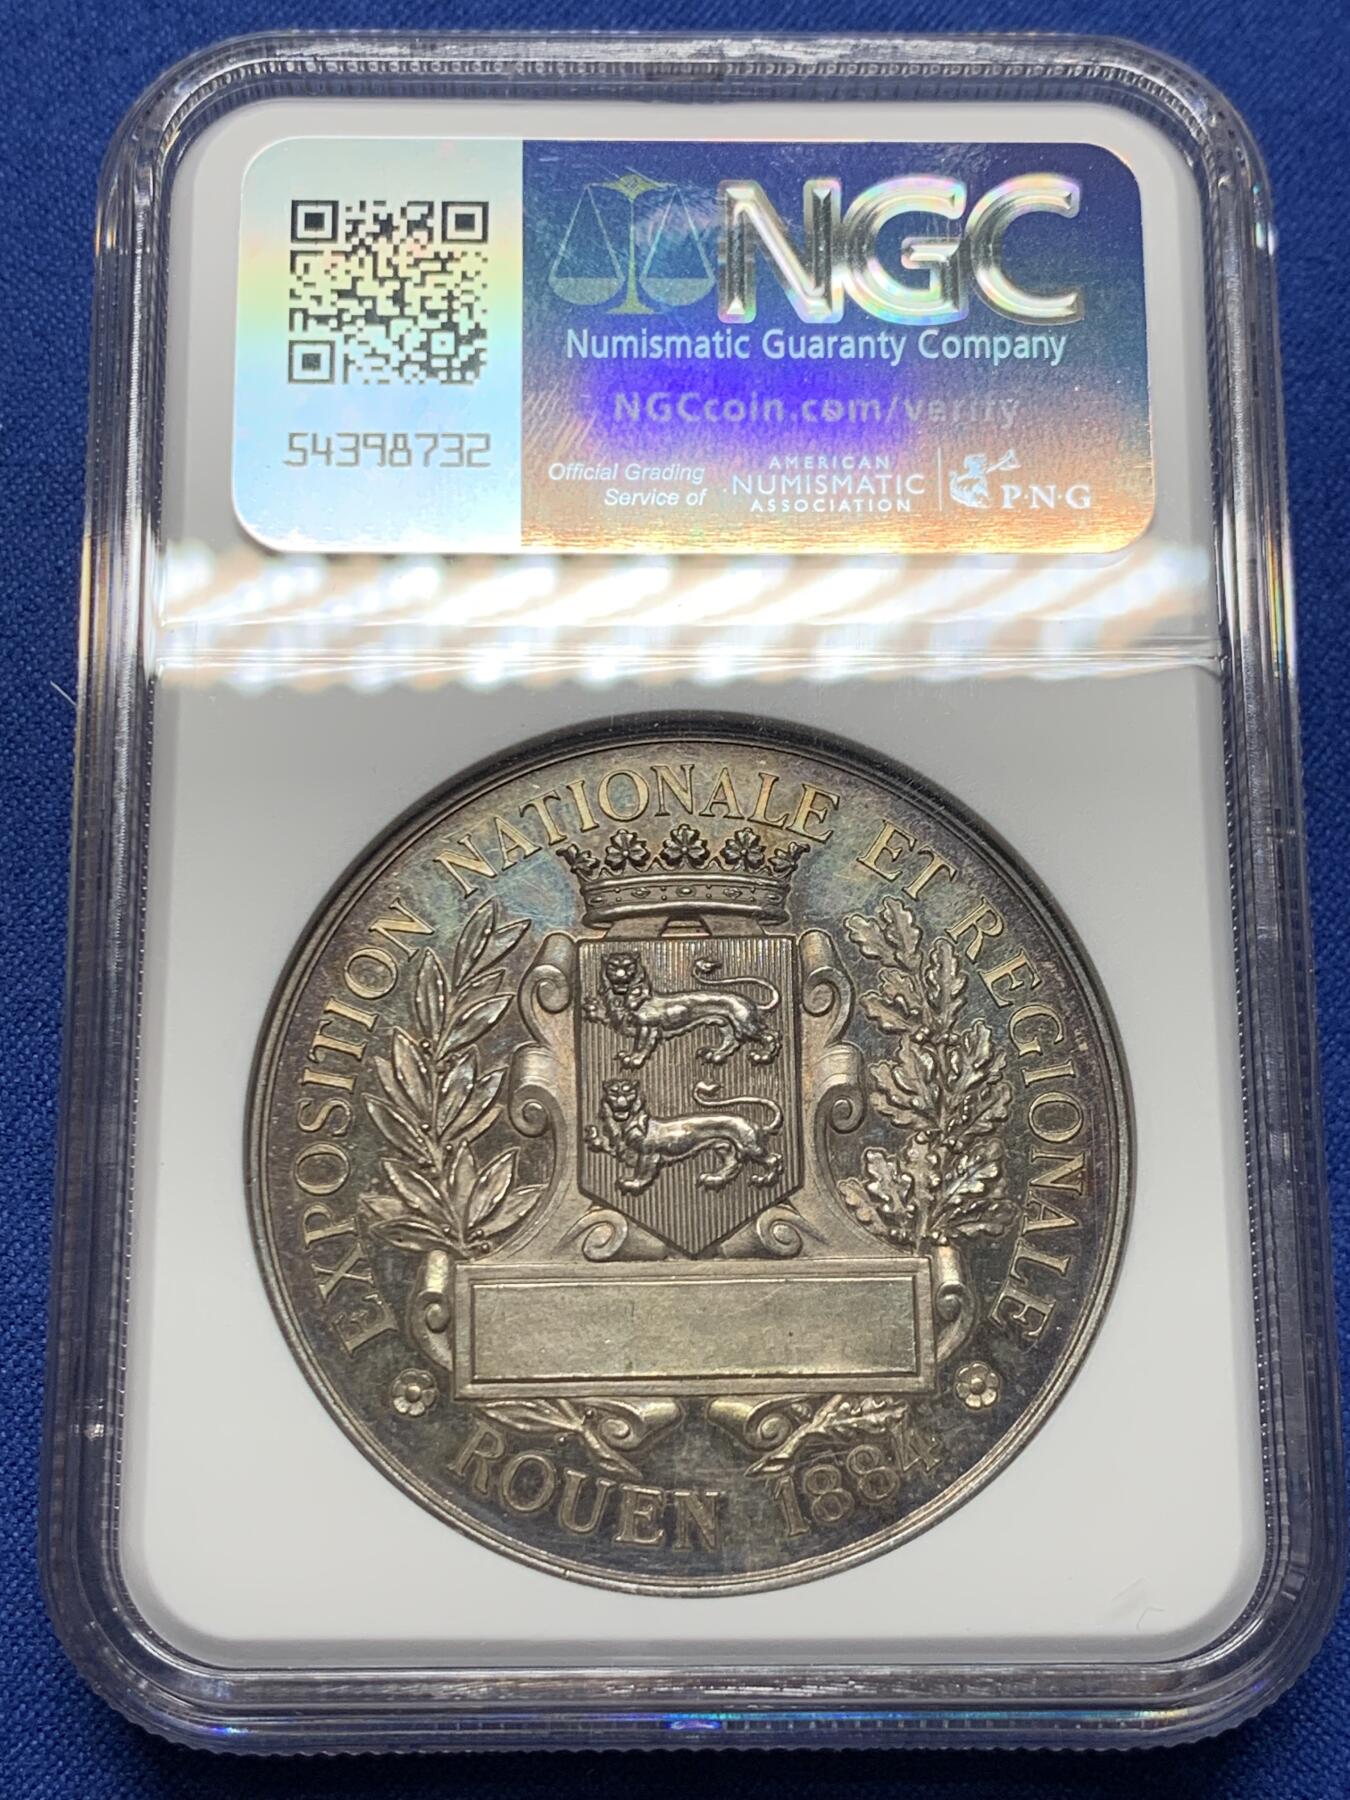 NGC
Numismatic Guaranty Company
NGCcoin.com/verify
54398732
Official Grading
Service of
AMERICAN
NUMISMATIC
ASSOCIATION
P·N·G
EXPOSITION NATIONALE ET REGIONALE
ROUEN 1884